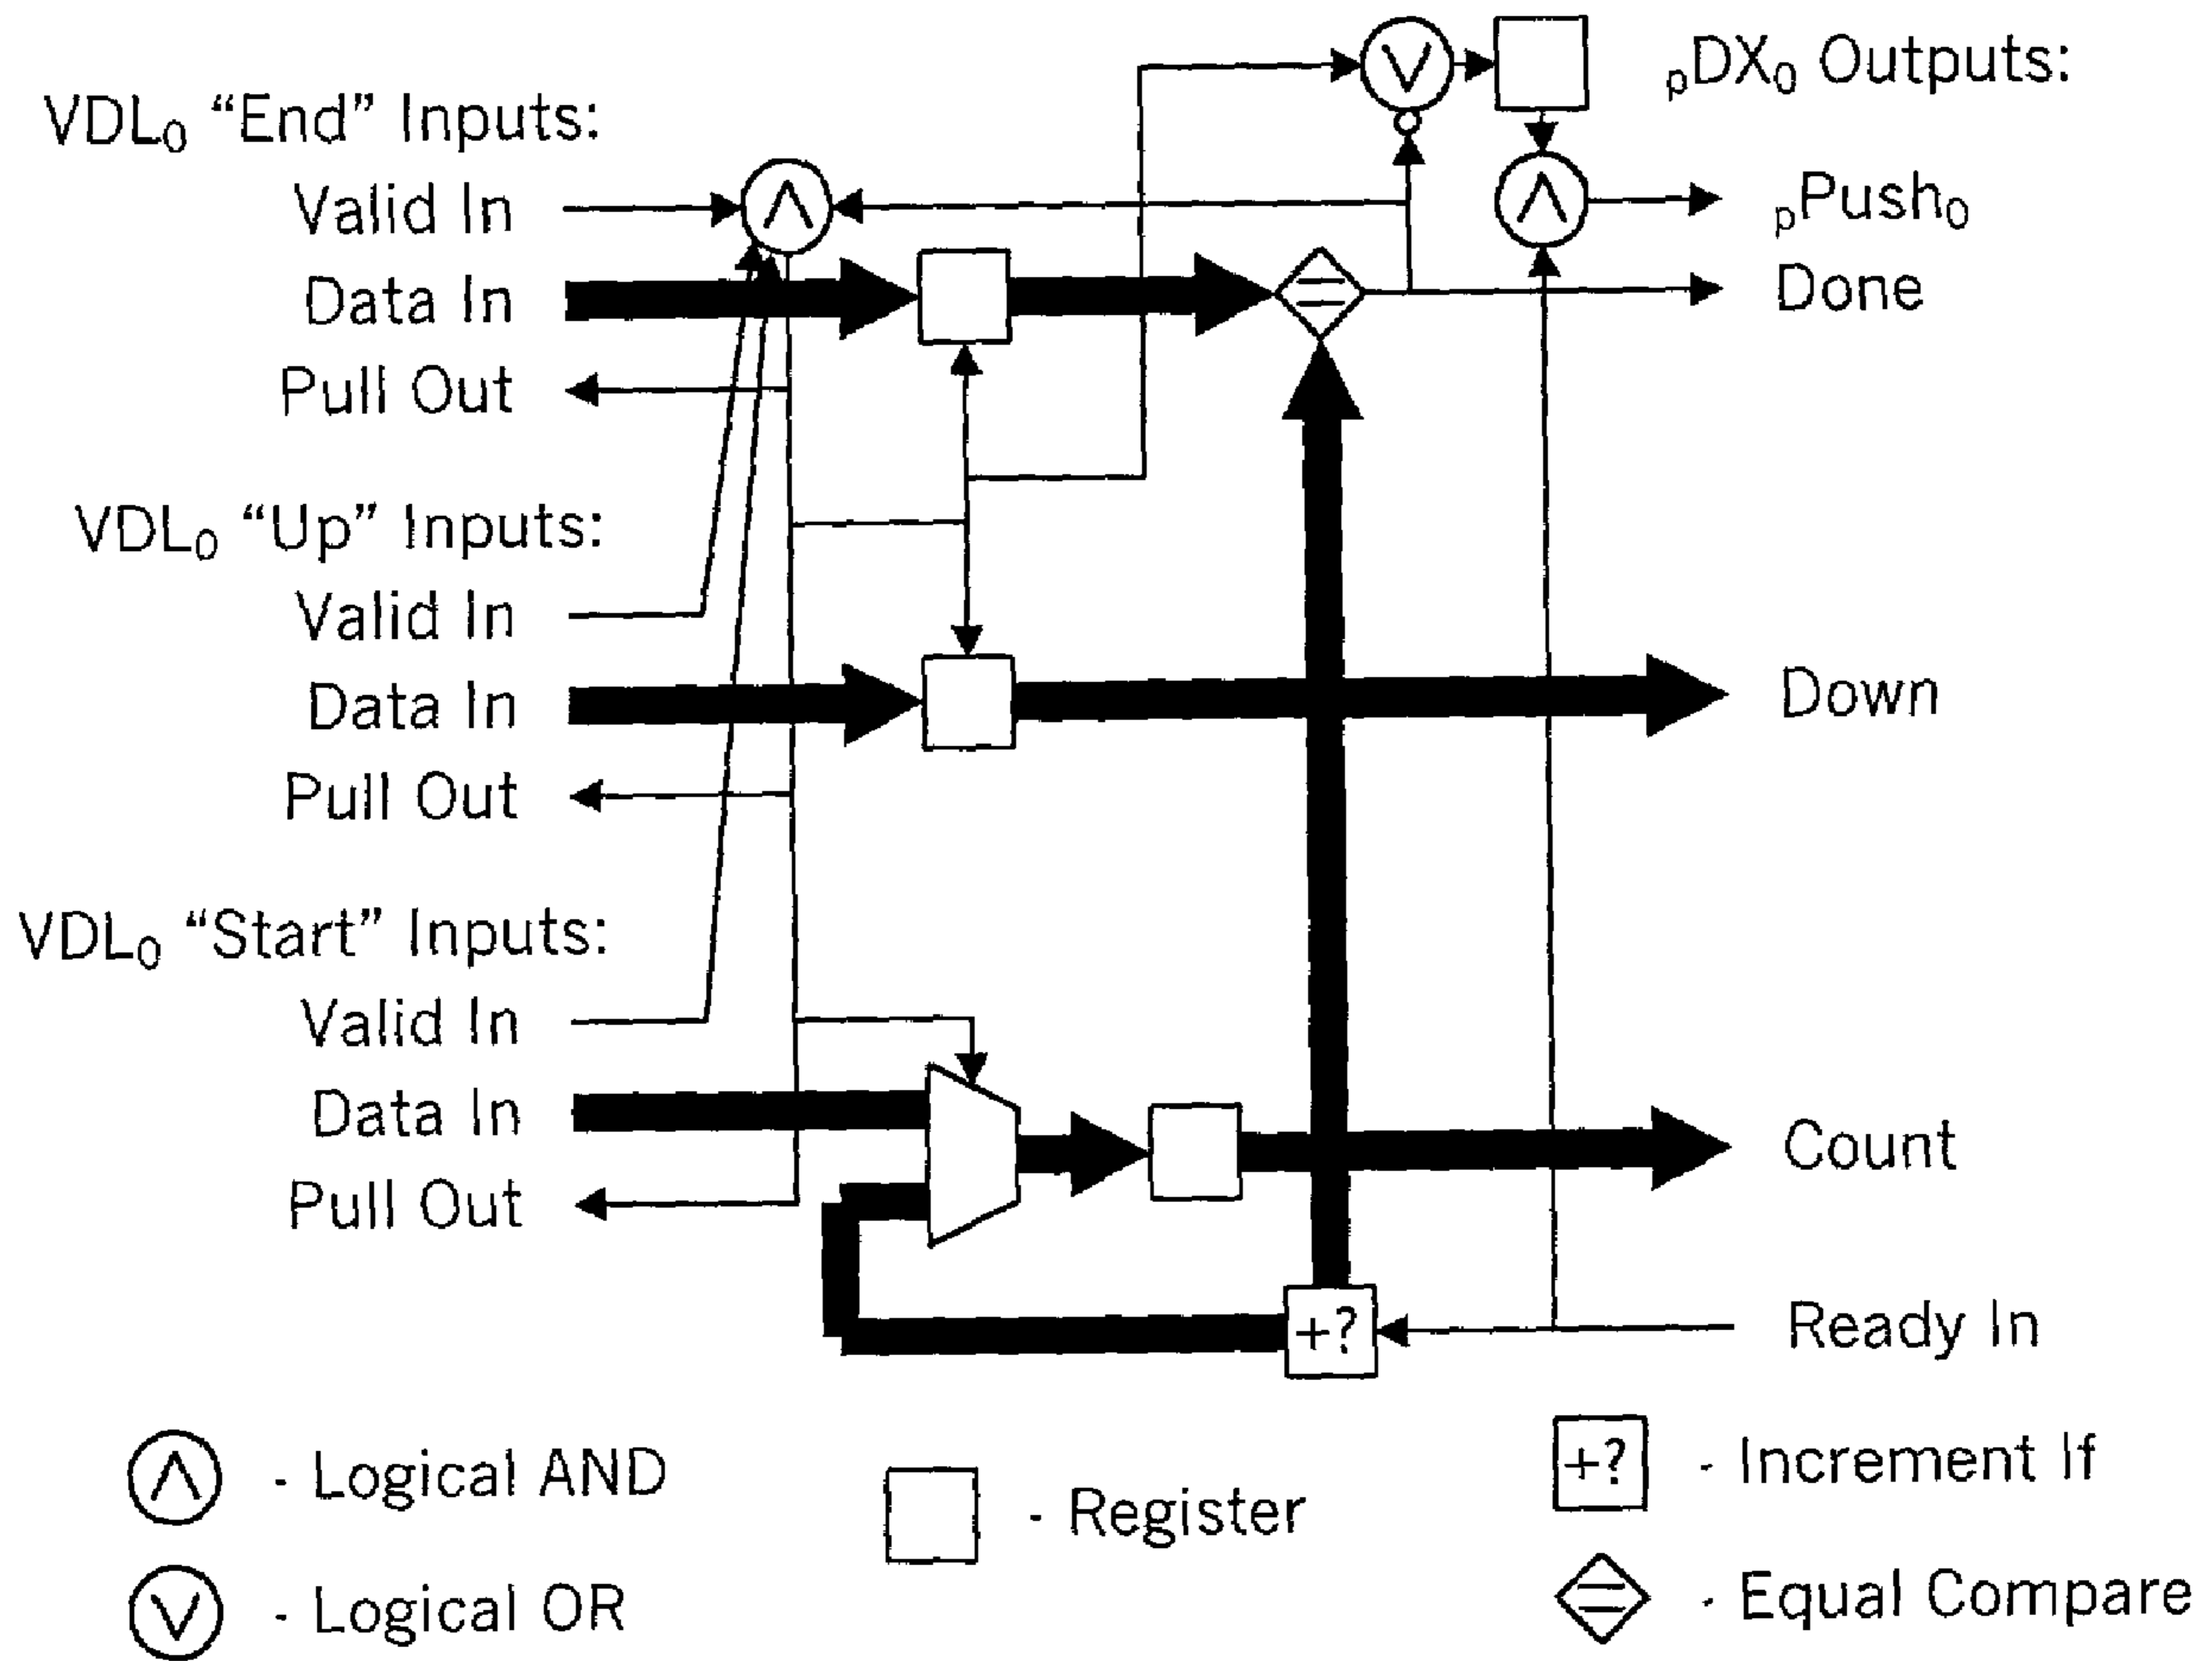 VDL₀ “End” Inputs:
Valid In
Data In
Pull Out
VDL₀ “Up” Inputs:
Valid In
Data In
Pull Out
VDL₀ “Start” Inputs:
Valid In
Data In
Pull Out
ₚDX₀ Outputs:
ₚPush₀
Done
Down
Count
Ready In
+?
- Logical AND
- Logical OR
- Register
+? - Increment If
- Equal Compare